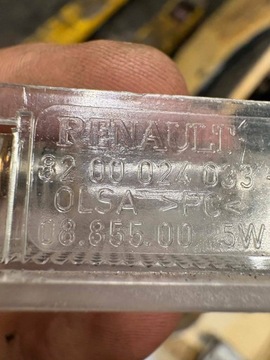 RENAULT
82 00 024 033
OLSA >PC<
08.855.00 5W